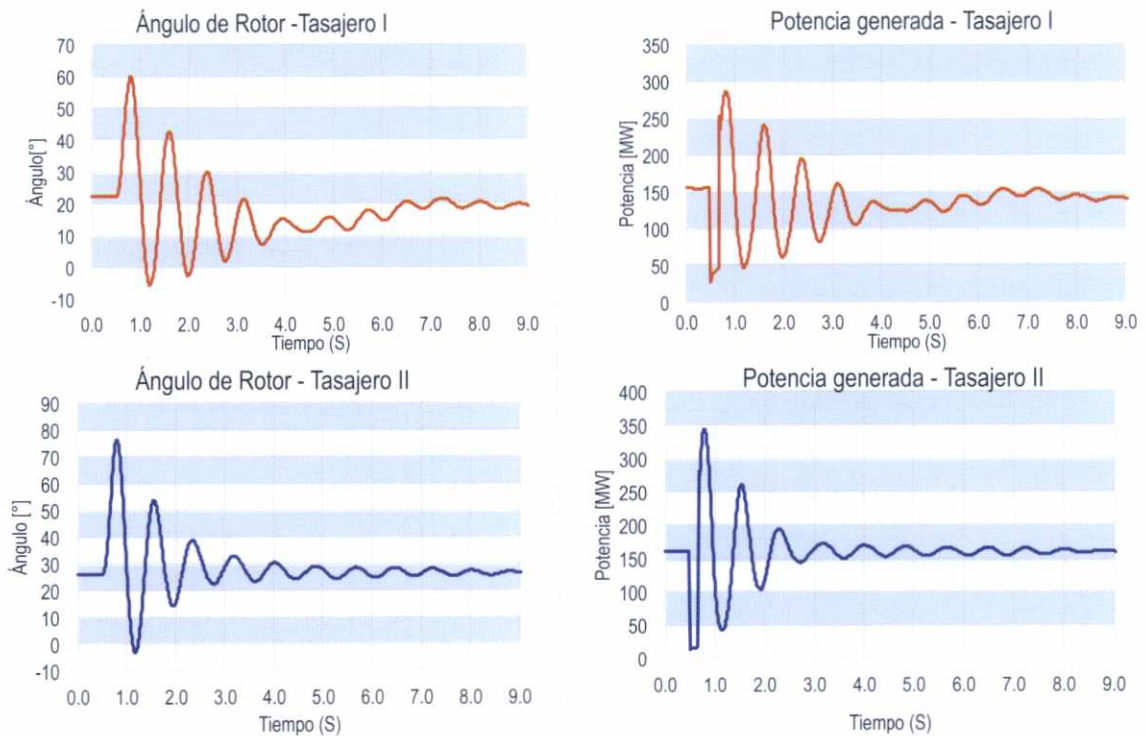 Ángulo de Rotor -Tasajero I
70
60
50
40
30
20
10
0
-10
Ángulo[°]
0.0 1.0 2.0 3.0 4.0 5.0 6.0 7.0 8.0 9.0
Tiempo (S)
Potencia generada - Tasajero I
350
300
250
200
150
100
50
0
Potencia [MW]
0.0 1.0 2.0 3.0 4.0 5.0 6.0 7.0 8.0 9.0
Tiempo (S)
Ángulo de Rotor - Tasajero II
90
80
70
60
50
40
30
20
10
0
-10
Ángulo [°]
0.0 1.0 2.0 3.0 4.0 5.0 6.0 7.0 8.0 9.0
Tiempo (S)
Potencia generada - Tasajero II
400
350
300
250
200
150
100
50
0
Potencia [MW]
0.0 1.0 2.0 3.0 4.0 5.0 6.0 7.0 8.0 9.0
Tiempo (S)